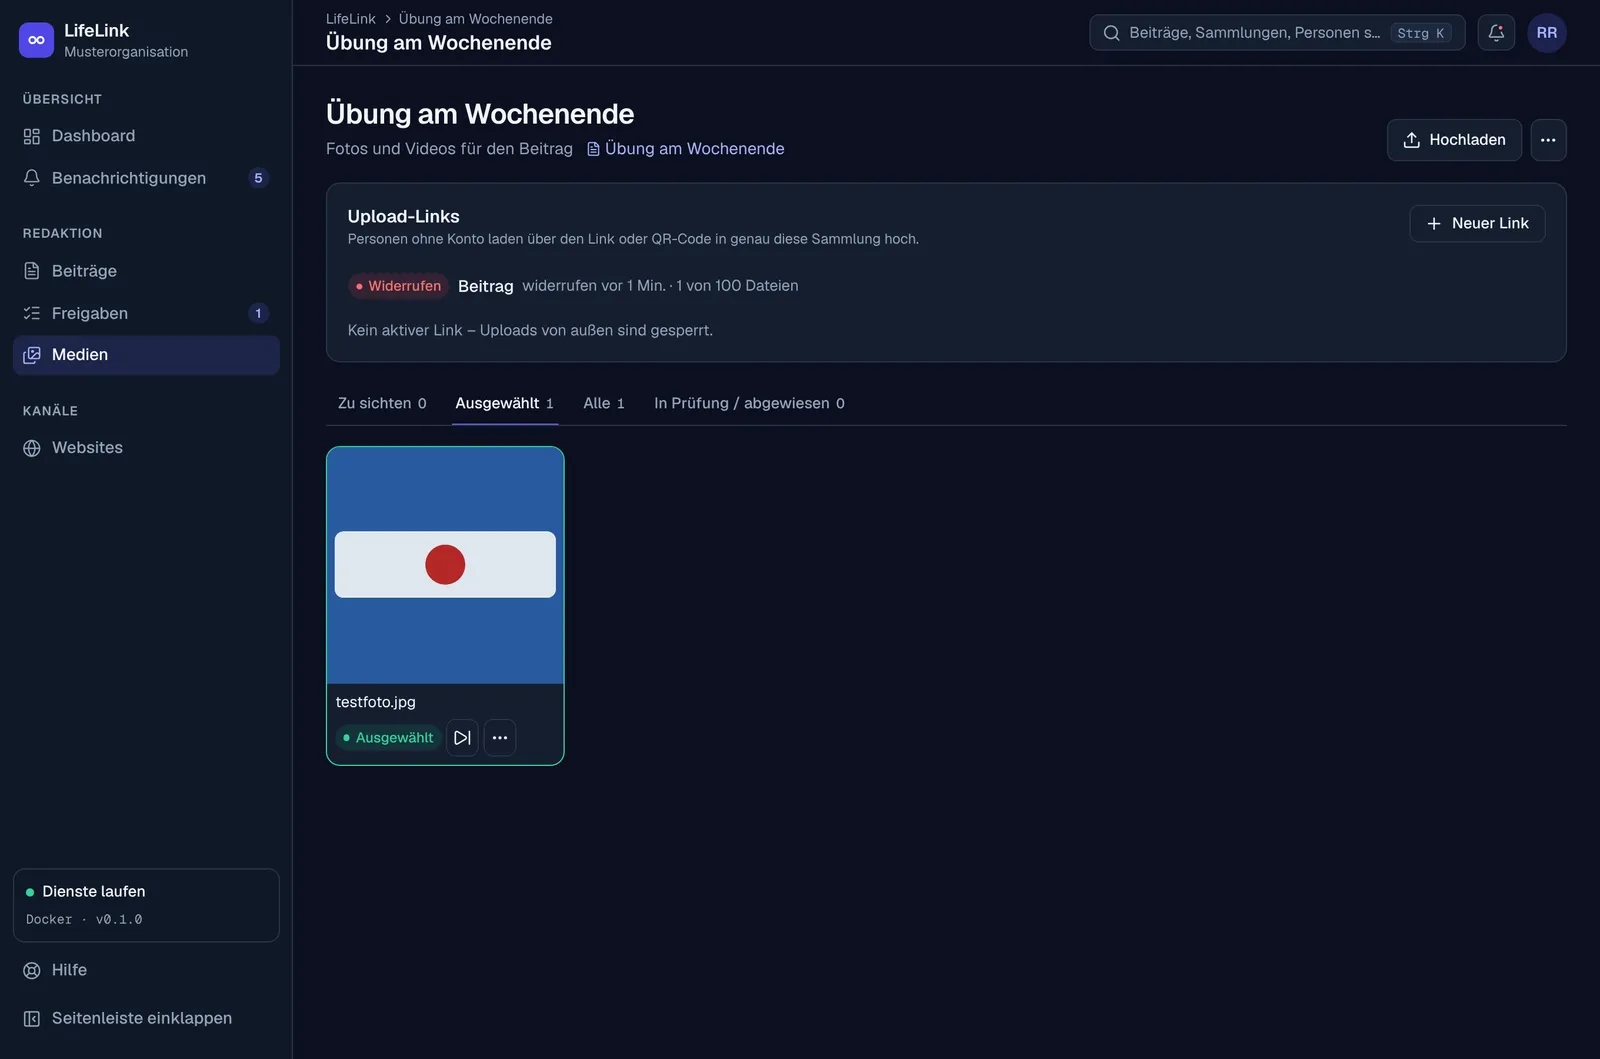 LifeLink
Musterorganisation
ÜBERSICHT
Dashboard
Benachrichtigungen 5
REDAKTION
Beiträge
Freigaben 1
Medien
KANÄLE
Websites
Dienste laufen
Docker · v0.1.0
Hilfe
Seitenleiste einklappen
LifeLink > Übung am Wochenende
Übung am Wochenende
Beiträge, Sammlungen, Personen s... Strg K
RR
Übung am Wochenende
Fotos und Videos für den Beitrag Übung am Wochenende
Hochladen
Upload-Links
Personen ohne Konto laden über den Link oder QR-Code in genau diese Sammlung hoch.
+ Neuer Link
Widerrufen Beitrag widerrufen vor 1 Min. · 1 von 100 Dateien
Kein aktiver Link – Uploads von außen sind gesperrt.
Zu sichten 0 Ausgewählt 1 Alle 1 In Prüfung / abgewiesen 0
testfoto.jpg
Ausgewählt